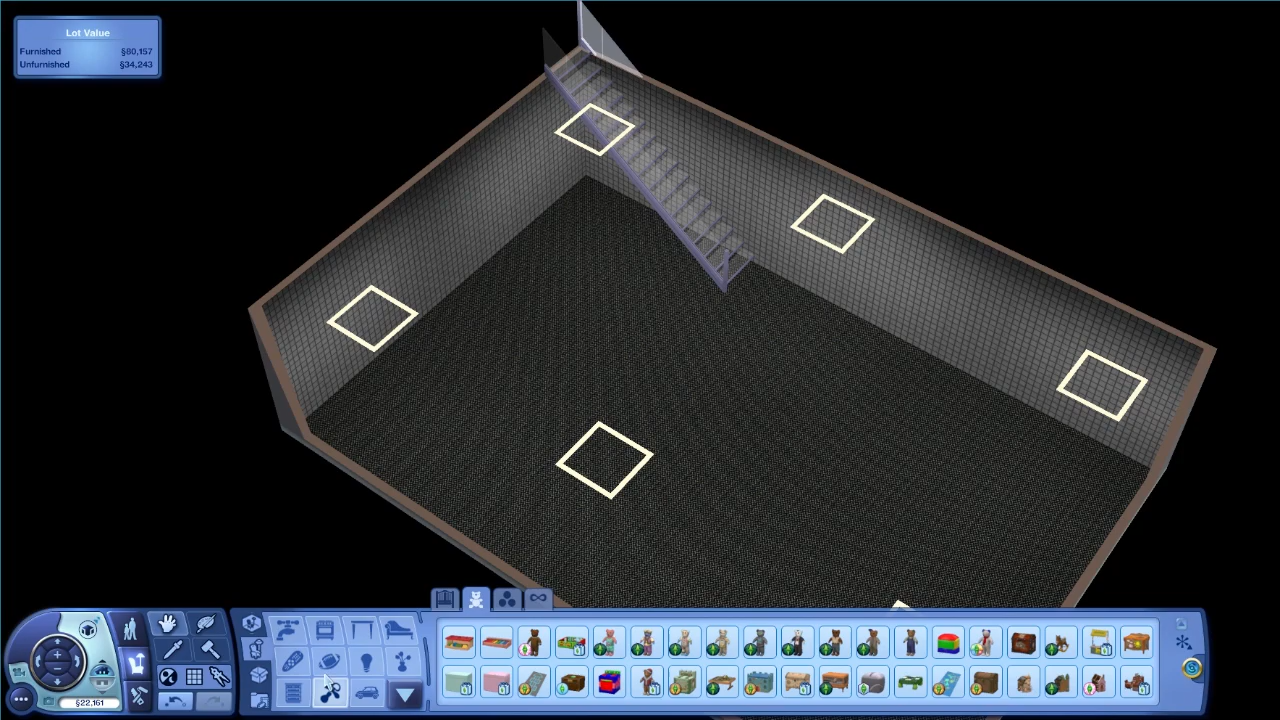 Lot Value
Furnished §80,157
Unfurnished §34,243
§22,161